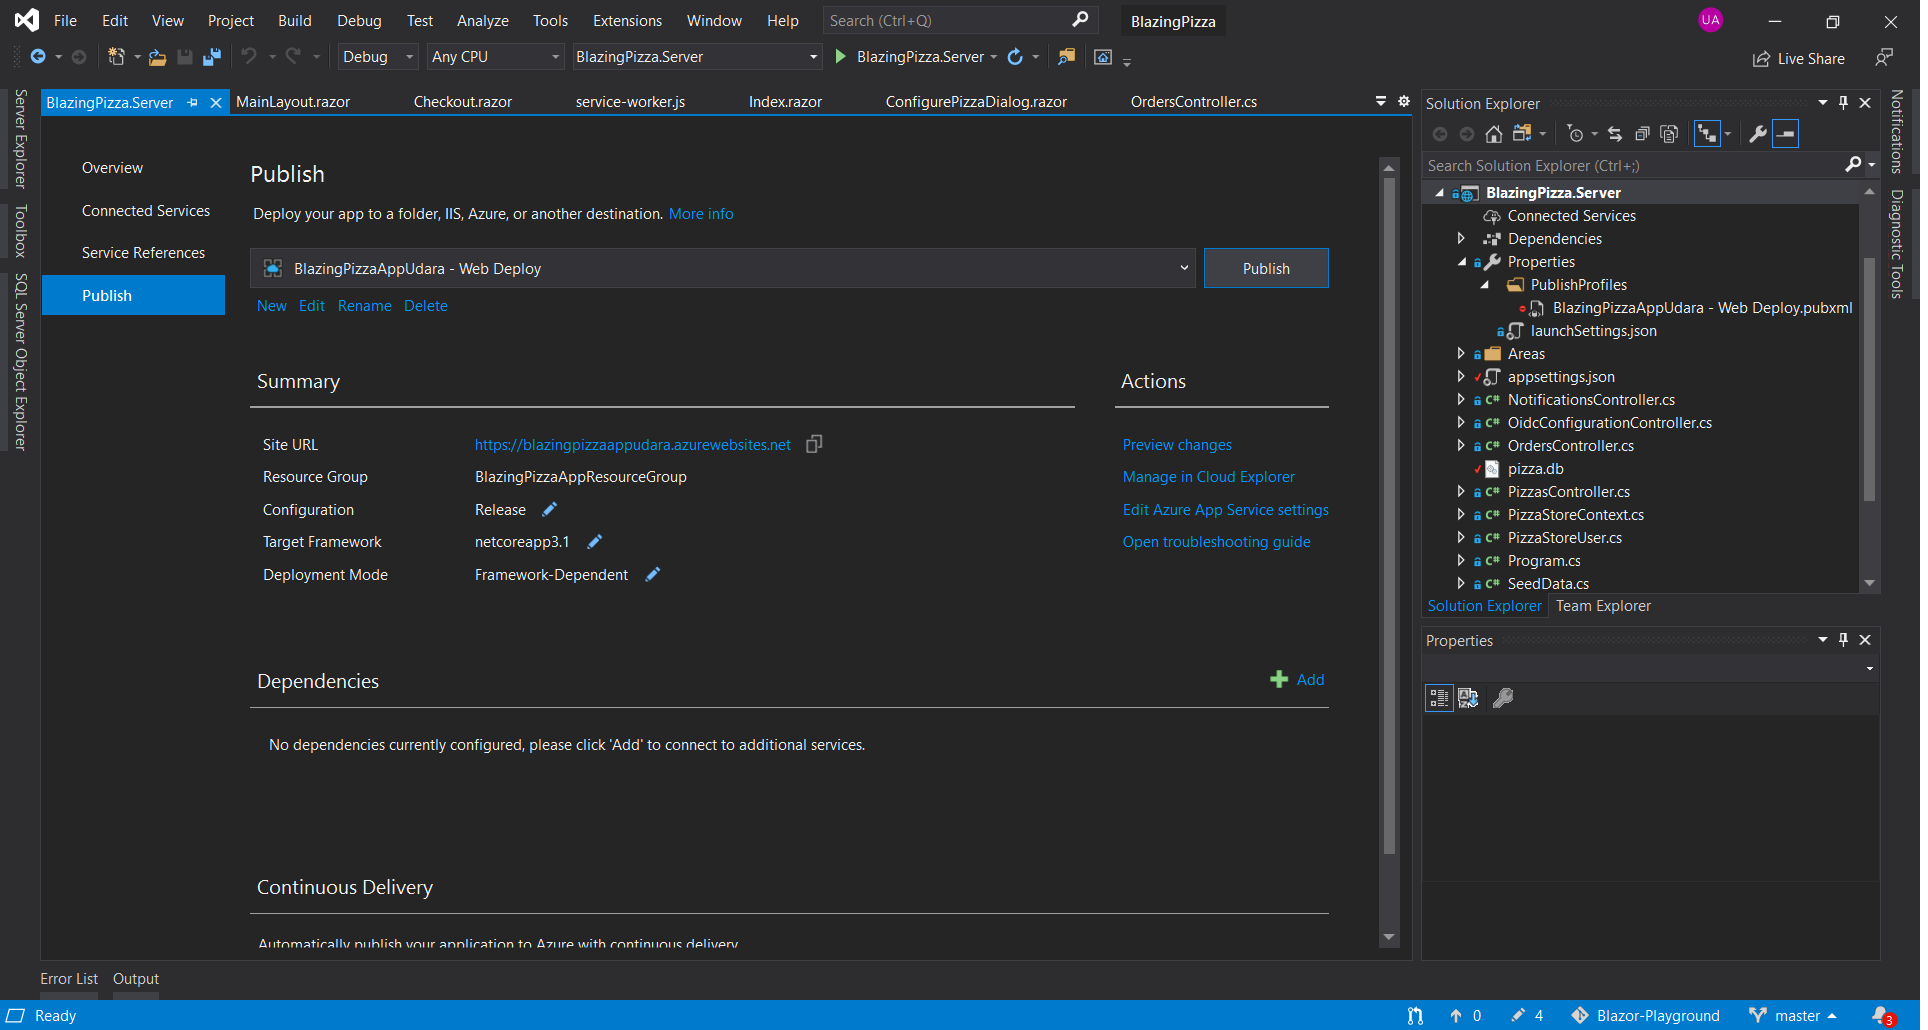 File Edit View Project Build Debug Test Analyze Tools Extensions Window Help Search (Ctrl+Q) BlazingPizza UA
Debug Any CPU BlazingPizza.Server BlazingPizza.Server Live Share
Server Explorer
Toolbox
SQL Server Object Explorer
BlazingPizza.Server MainLayout.razor Checkout.razor service-worker.js Index.razor ConfigurePizzaDialog.razor OrdersController.cs
Overview
Connected Services
Service References
Publish
Publish
Deploy your app to a folder, IIS, Azure, or another destination. More info
BlazingPizzaAppUdara - Web Deploy Publish
New Edit Rename Delete
Summary
Site URL https://blazingpizzaappudara.azurewebsites.net
Resource Group BlazingPizzaAppResourceGroup
Configuration Release
Target Framework netcoreapp3.1
Deployment Mode Framework-Dependent
Actions
Preview changes
Manage in Cloud Explorer
Edit Azure App Service settings
Open troubleshooting guide
Dependencies Add
No dependencies currently configured, please click 'Add' to connect to additional services.
Continuous Delivery
Automatically publish your application to Azure with continuous delivery
Solution Explorer
Search Solution Explorer (Ctrl+;)
BlazingPizza.Server
Connected Services
Dependencies
Properties
PublishProfiles
BlazingPizzaAppUdara - Web Deploy.pubxml
launchSettings.json
Areas
appsettings.json
C# NotificationsController.cs
C# OidcConfigurationController.cs
C# OrdersController.cs
pizza.db
C# PizzasController.cs
C# PizzaStoreContext.cs
C# PizzaStoreUser.cs
C# Program.cs
C# SeedData.cs
Solution Explorer Team Explorer
Properties
Notifications
Diagnostic Tools
Error List Output
Ready 0 4 Blazor-Playground master 3